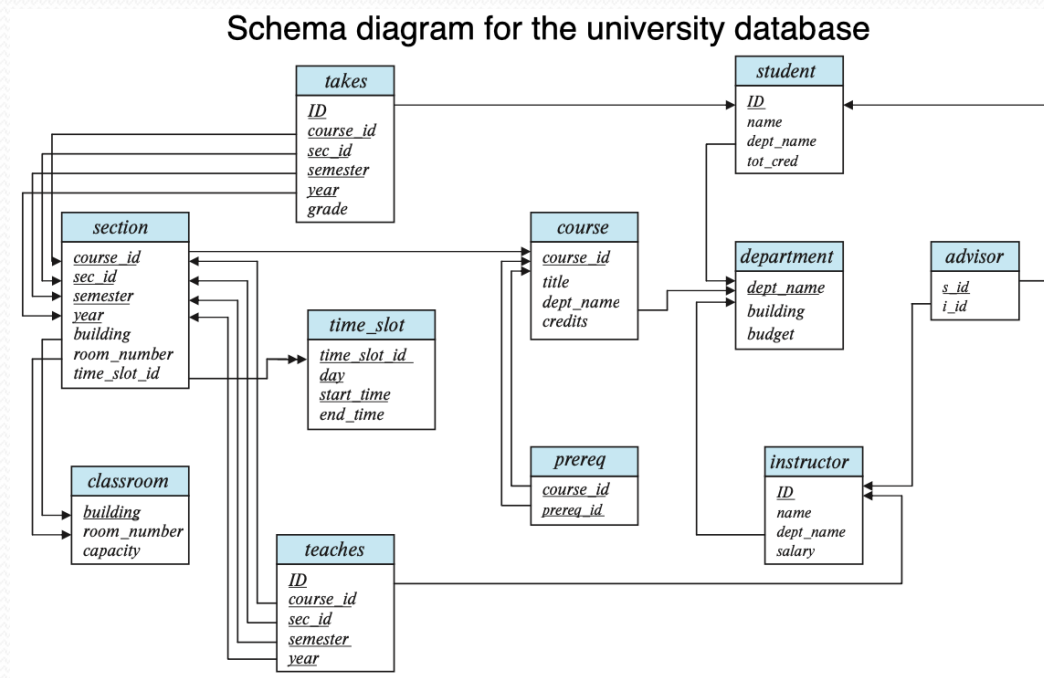 Schema diagram for the university database
takes
ID
course_id
sec_id
semester
year
grade
student
ID
name
dept_name
tot_cred
section
course_id
sec_id
semester
year
building
room_number
time_slot_id
course
course_id
title
dept_name
credits
department
dept_name
building
budget
advisor
s_id
i_id
time_slot
time_slot_id
day
start_time
end_time
prereq
course_id
prereq_id
instructor
ID
name
dept_name
salary
classroom
building
room_number
capacity
teaches
ID
course_id
sec_id
semester
year